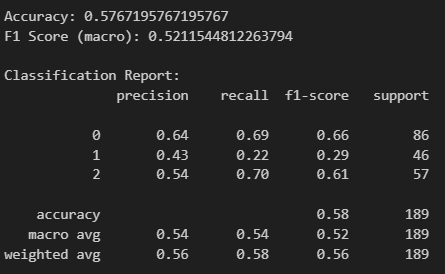 Accuracy: 0.5767195767195767
F1 Score (macro): 0.5211544812263794
Classification Report:
precision recall f1-score support
0 0.64 0.69 0.66 86
1 0.43 0.22 0.29 46
2 0.54 0.70 0.61 57
accuracy 0.58 189
macro avg 0.54 0.54 0.52 189
weighted avg 0.56 0.58 0.56 189